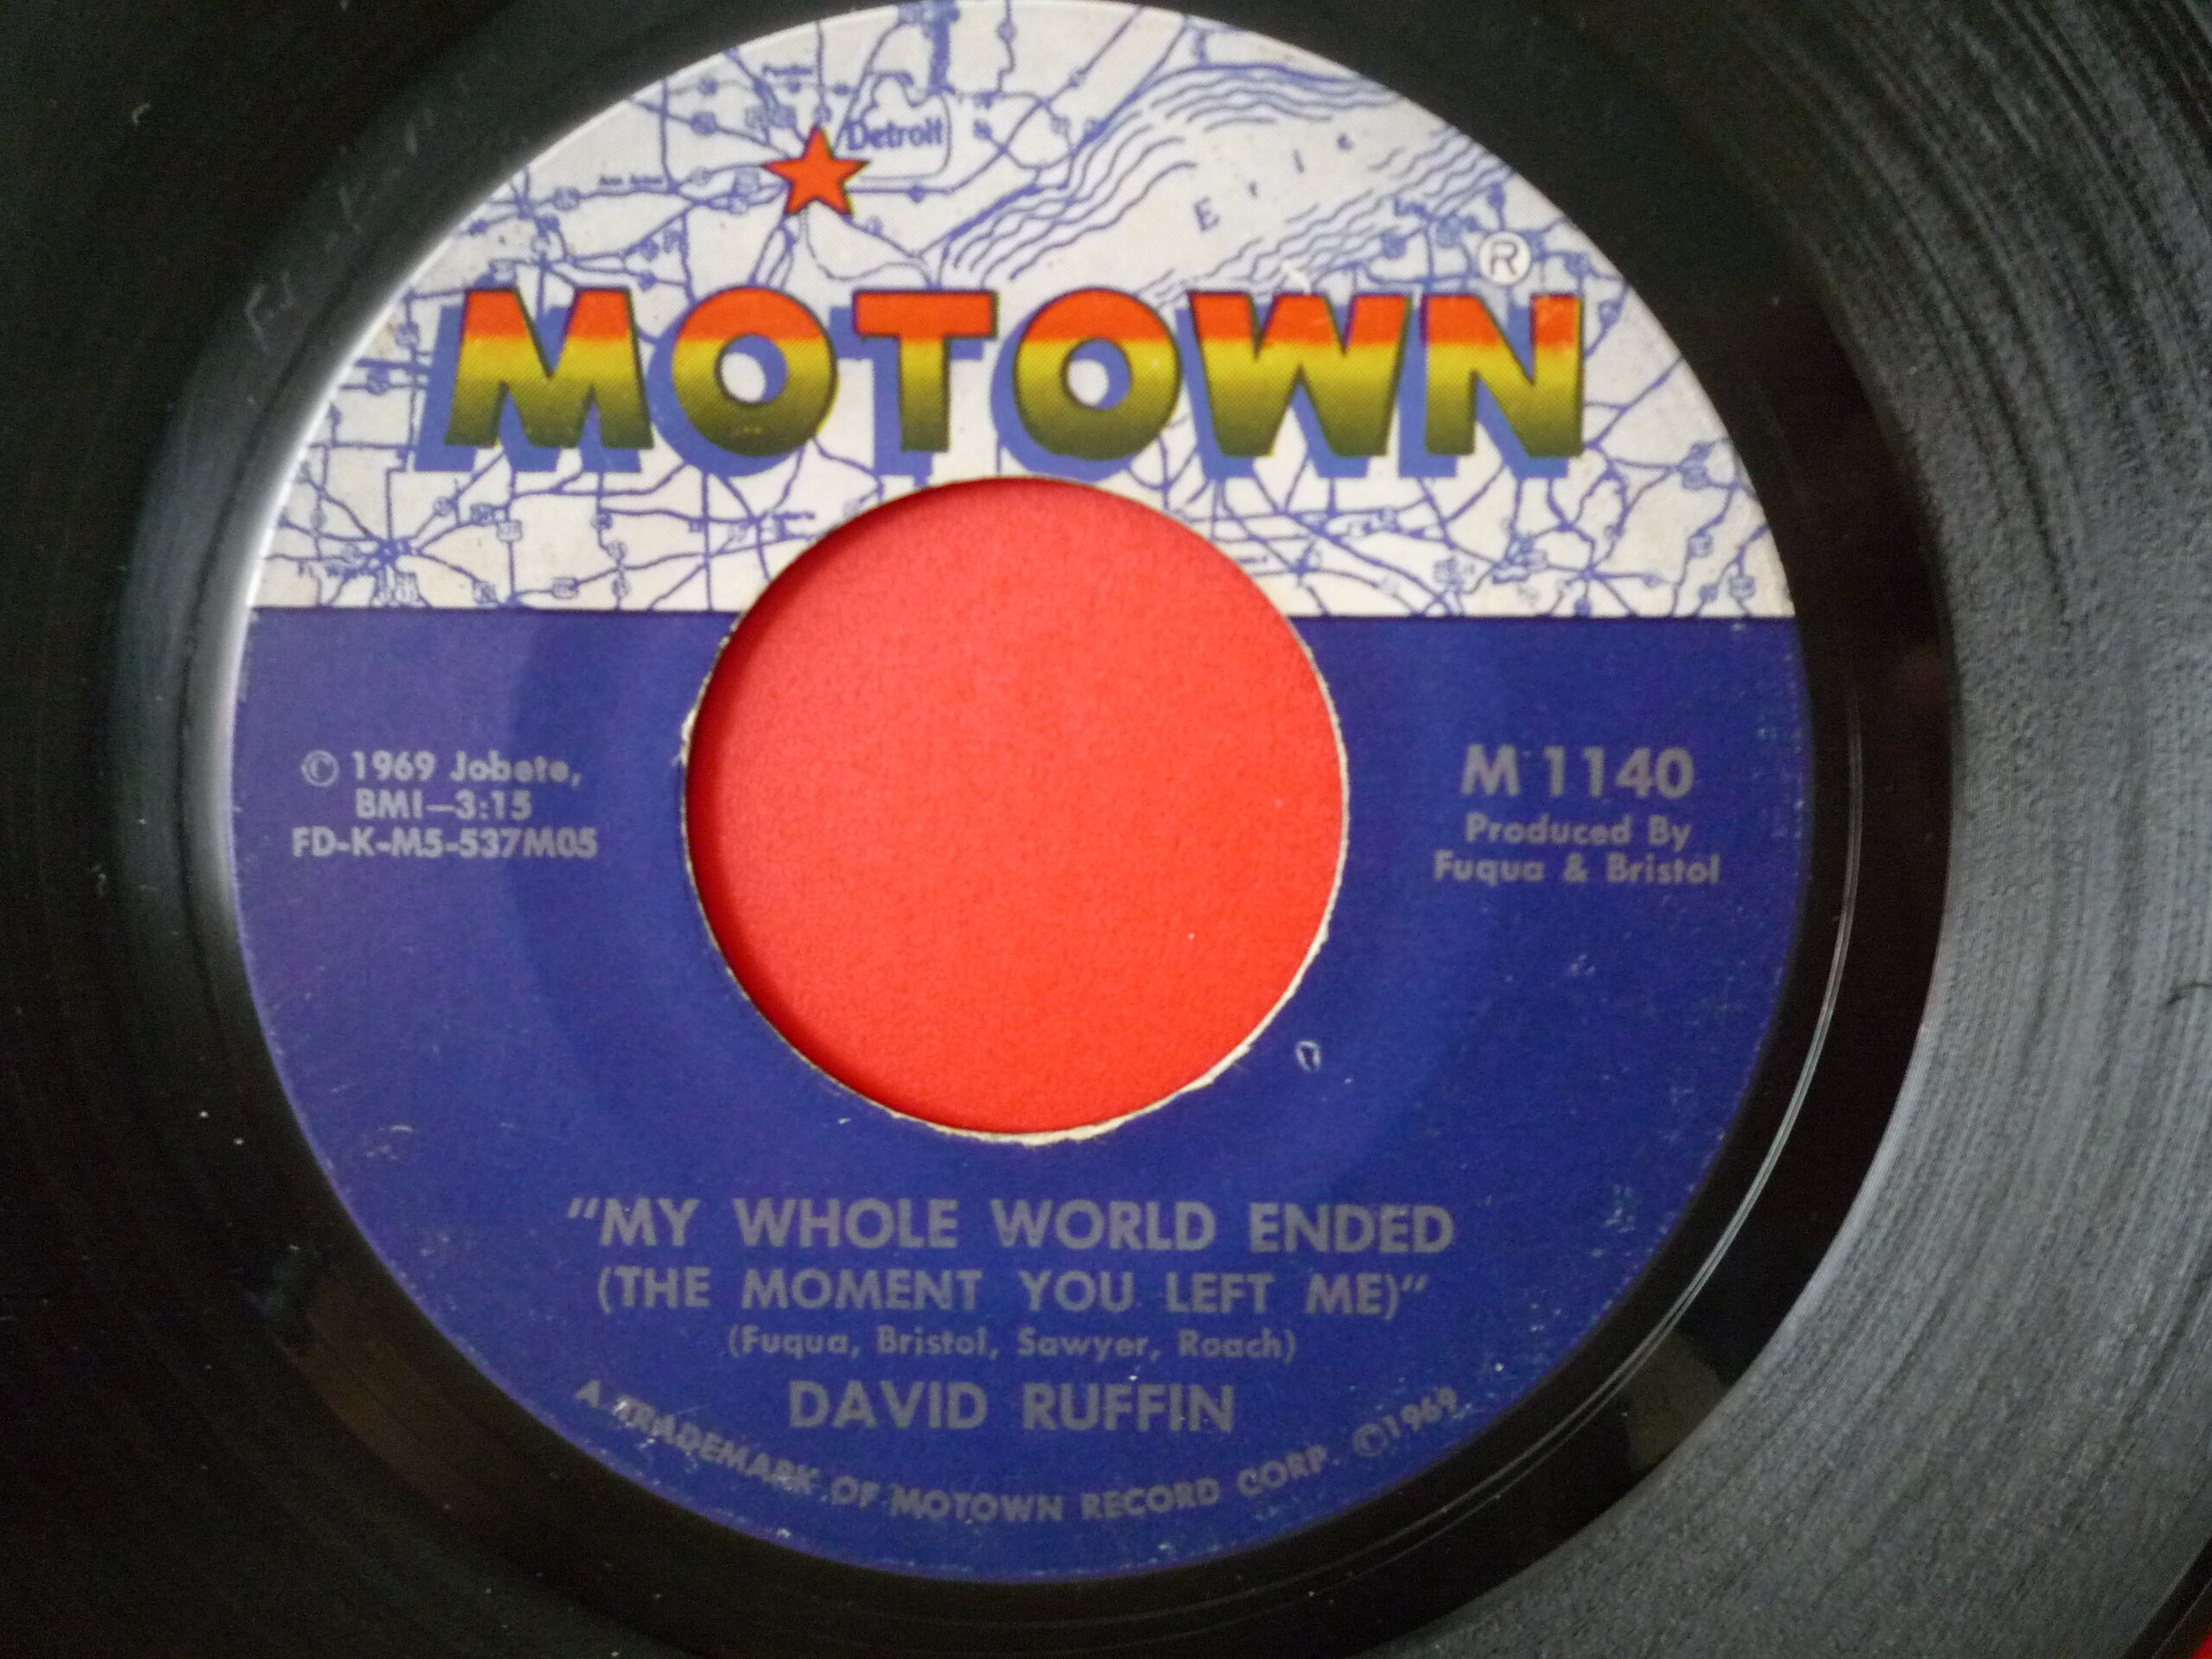 Detroit
Erie
®
MOTOWN
© 1969 Jobete,
BMI—3:15
FD-K-M5-537M05
M 1140
Produced By
Fuqua & Bristol
"MY WHOLE WORLD ENDED
(THE MOMENT YOU LEFT ME)"
(Fuqua, Bristol, Sawyer, Roach)
DAVID RUFFIN
A TRADEMARK OF MOTOWN RECORD CORP. ©1969